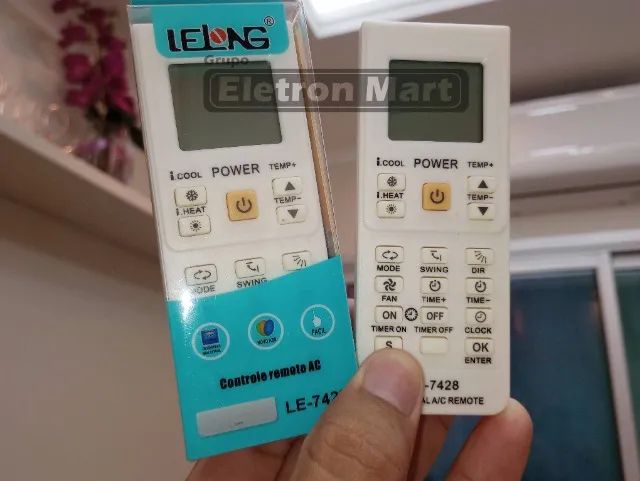 LELONG®
Grupo
Eletron Mart
i.COOL POWER TEMP+
i.HEAT TEMP-
MODE SWING
FACIL
Controle remoto AC
LE-742
i.COOL POWER TEMP+
i.HEAT TEMP-
MODE SWING DIR
FAN TIME+ TIME-
ON OFF
TIMER ON TIMER OFF CLOCK
S OK
ENTER
-7428
AL A/C REMOTE